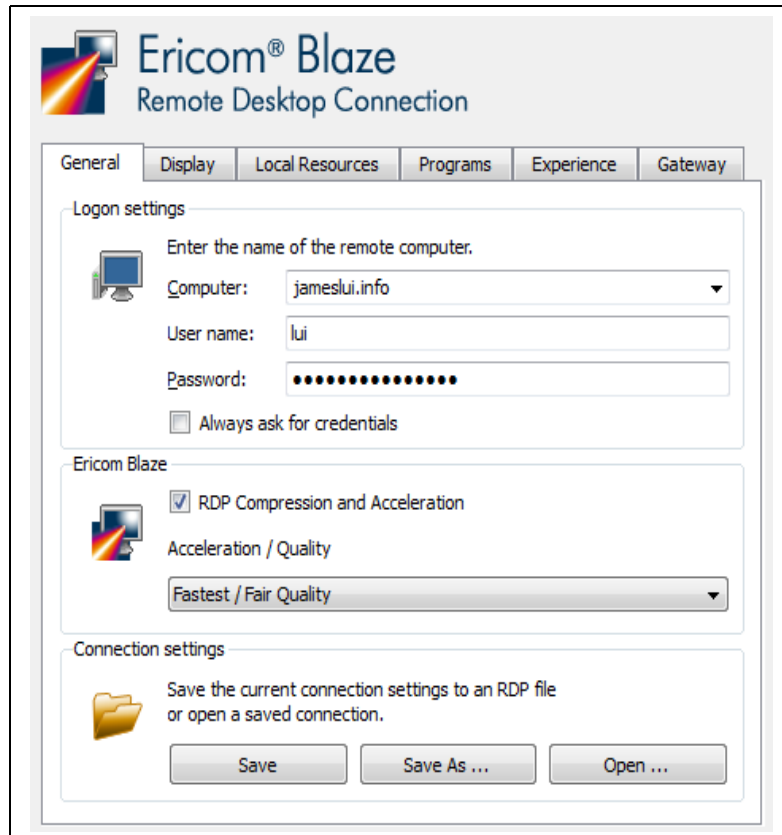 Ericom® Blaze
Remote Desktop Connection
General Display Local Resources Programs Experience Gateway
Logon settings
Enter the name of the remote computer.
Computer: jameslui.info
User name: lui
Password: •••••••••••••••
Always ask for credentials
Ericom Blaze
RDP Compression and Acceleration
Acceleration / Quality
Fastest / Fair Quality
Connection settings
Save the current connection settings to an RDP file
or open a saved connection.
Save Save As ... Open ...